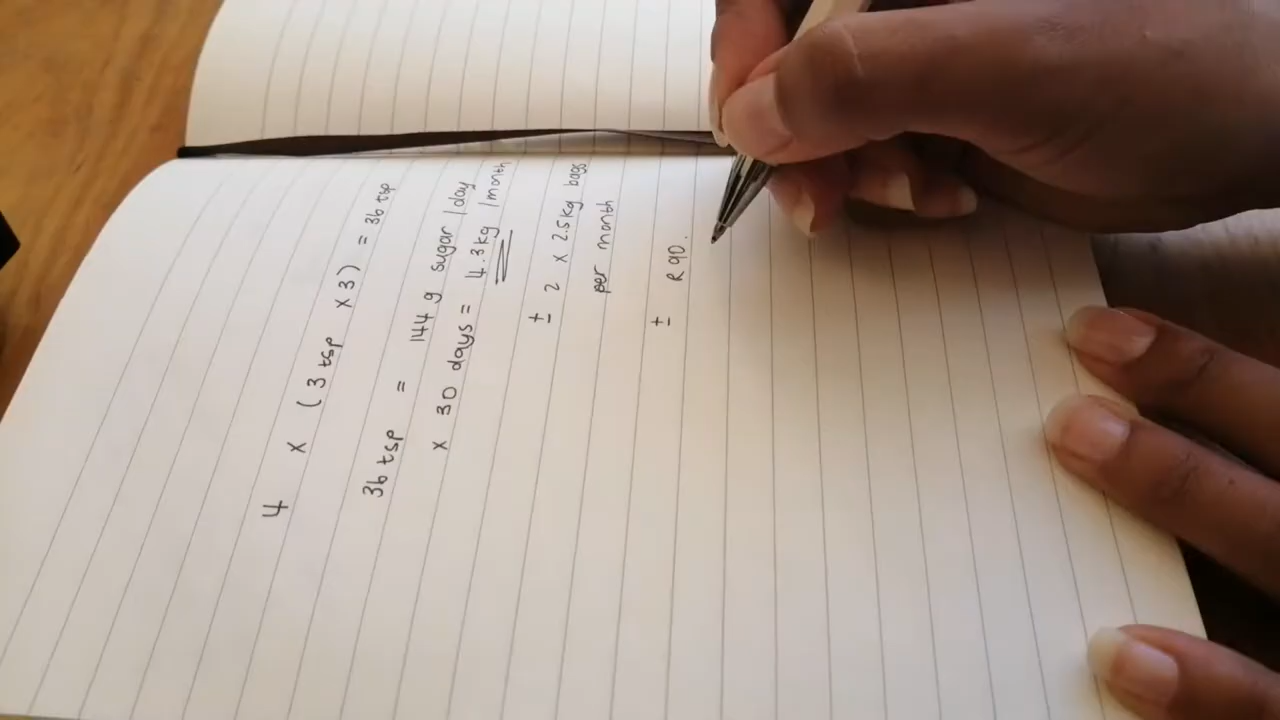 4 x (3 tsp x 3) = 36 tsp
36 tsp = 144 g sugar /day
x 30 days = 4.3kg /month
± 2 x 2.5kg bags
per month
± R 90.